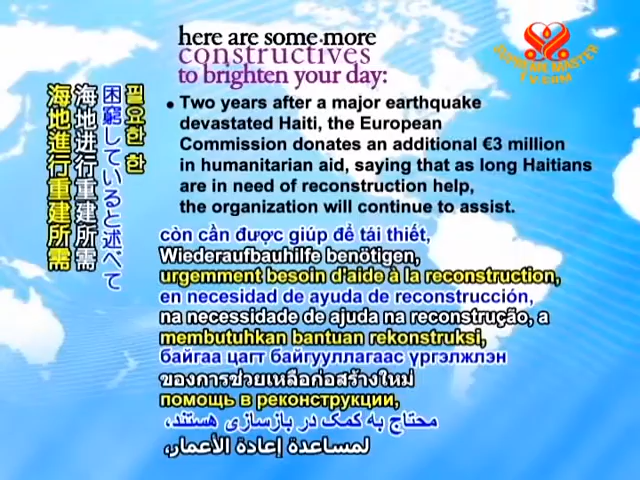 here are some more
constructives
to brighten your day:
SUPREME MASTER
TV.COM
• Two years after a major earthquake
devastated Haiti, the European
Commission donates an additional €3 million
in humanitarian aid, saying that as long Haitians
are in need of reconstruction help,
the organization will continue to assist.
필요한 한
困窮していると述べて
海地进行重建所需
海地進行重建所需
còn cần được giúp để tái thiết,
Wiederaufbauhilfe benötigen,
urgemment besoin d'aide à la reconstruction,
en necesidad de ayuda de reconstrucción,
na necessidade de ajuda na reconstrução, a
membutuhkan bantuan rekonstruksi,
байгаа цагт байгууллагаас үргэлжлэн
ของการช่วยเหลือก่อสร้างใหม่
помощь в реконструкции,
محتاج به کمک در بازسازی هستند،
لمساعدة إعادة الأعمار،